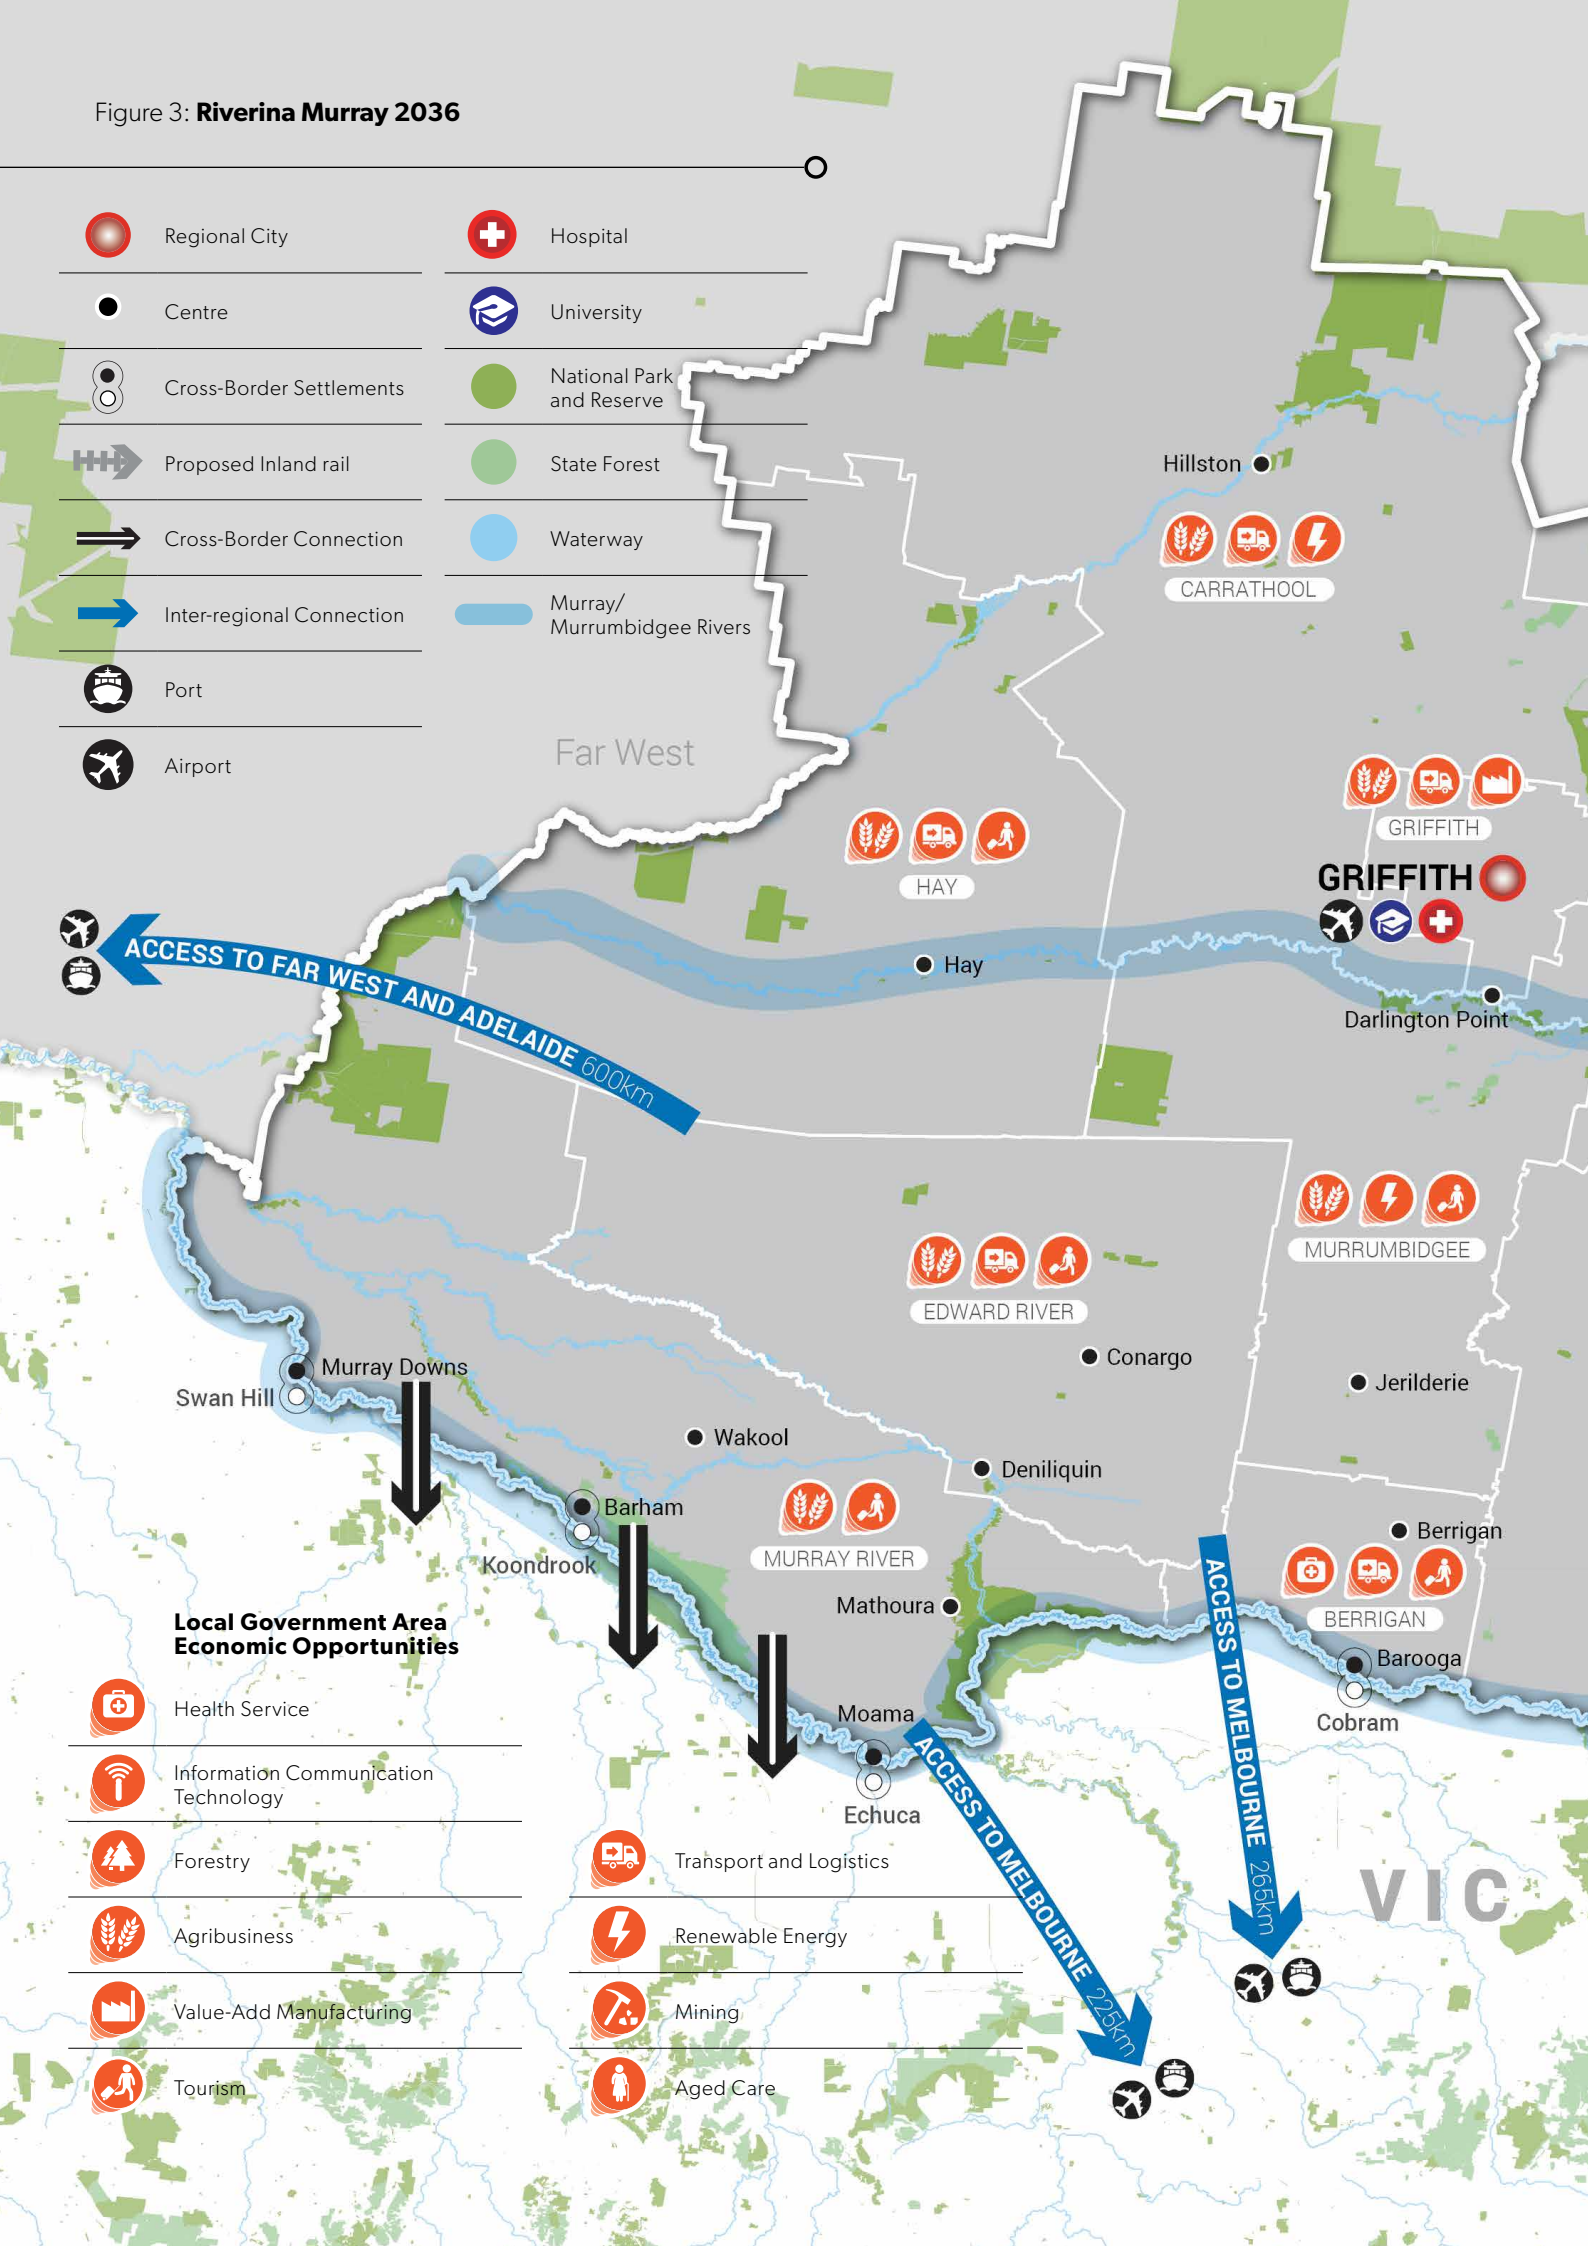 Figure 3: Riverina Murray 2036
Regional City
Centre
Cross-Border Settlements
Proposed Inland rail
Cross-Border Connection
Inter-regional Connection
Port
Airport
Hospital
University
National Park
and Reserve
State Forest
Waterway
Murray/
Murrumbidgee Rivers
Far West
Hillston
CARRATHOOL
GRIFFITH
GRIFFITH
HAY
Hay
Darlington Point
ACCESS TO FAR WEST AND ADELAIDE 600km
MURRUMBIDGEE
EDWARD RIVER
Conargo
Jerilderie
Murray Downs
Swan Hill
Wakool
Deniliquin
Barham
Koondrook
MURRAY RIVER
Berrigan
BERRIGAN
Mathoura
Barooga
Cobram
Moama
Echuca
ACCESS TO MELBOURNE 265km
ACCESS TO MELBOURNE 225km
VIC
Local Government Area
Economic Opportunities
Health Service
Information Communication
Technology
Forestry
Agribusiness
Value-Add Manufacturing
Tourism
Transport and Logistics
Renewable Energy
Mining
Aged Care